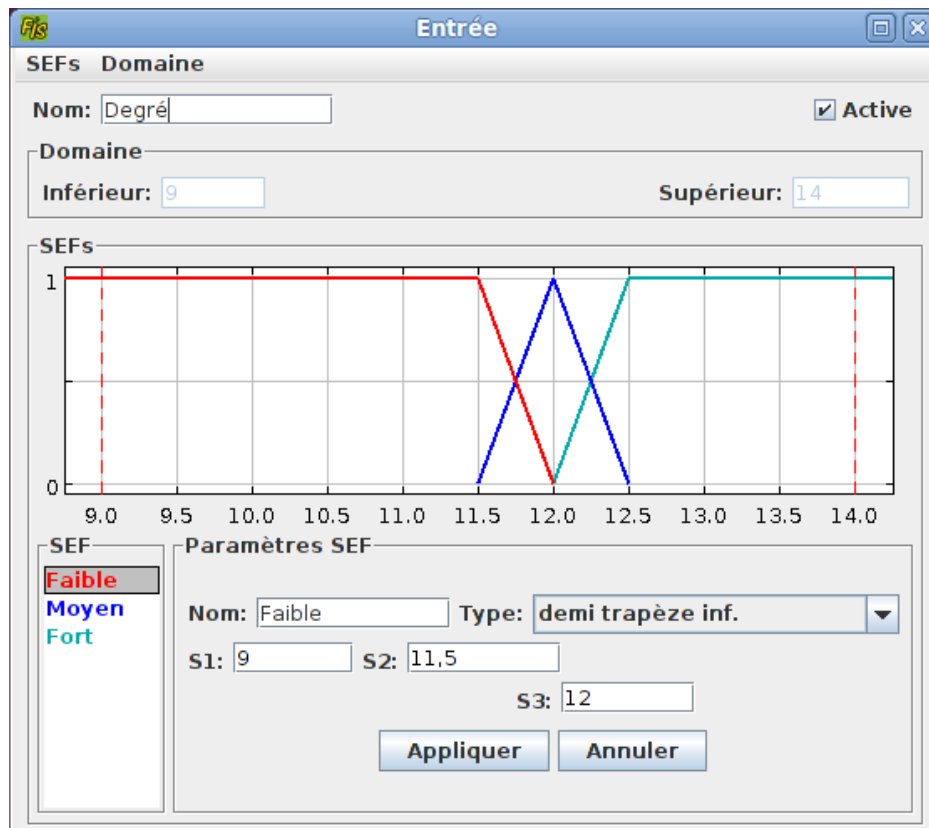 Fis Entrée
SEFs Domaine
Nom: Degré Active
Domaine
Inférieur: 9 Supérieur: 14
SEFs
1
0
9.0 9.5 10.0 10.5 11.0 11.5 12.0 12.5 13.0 13.5 14.0
SEF
Faible
Moyen
Fort
Paramètres SEF
Nom: Faible Type: demi trapèze inf.
S1: 9 S2: 11,5
S3: 12
Appliquer Annuler